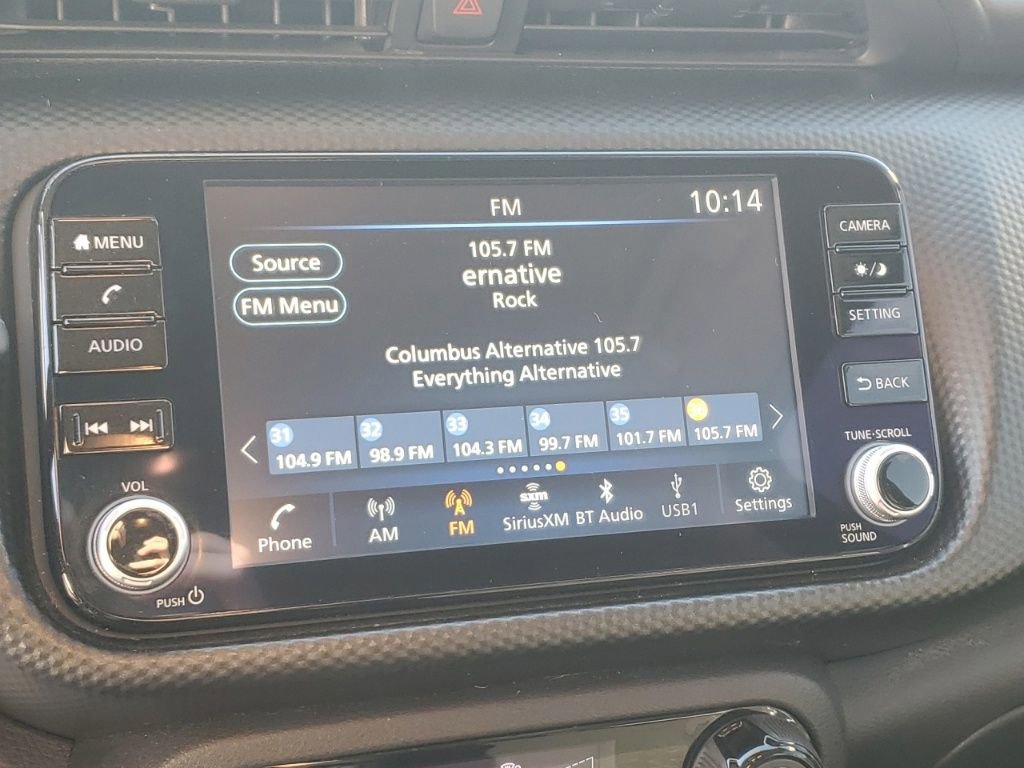 FM
10:14
MENU
AUDIO
CAMERA
SETTING
BACK
Source
FM Menu
105.7 FM
ernative
Rock
Columbus Alternative 105.7
Everything Alternative
31 32 33 34 35 36
104.9 FM 98.9 FM 104.3 FM 99.7 FM 101.7 FM 105.7 FM
Phone AM FM SiriusXM BT Audio USB1 Settings
sxm
VOL
PUSH
TUNE·SCROLL
PUSH
SOUND